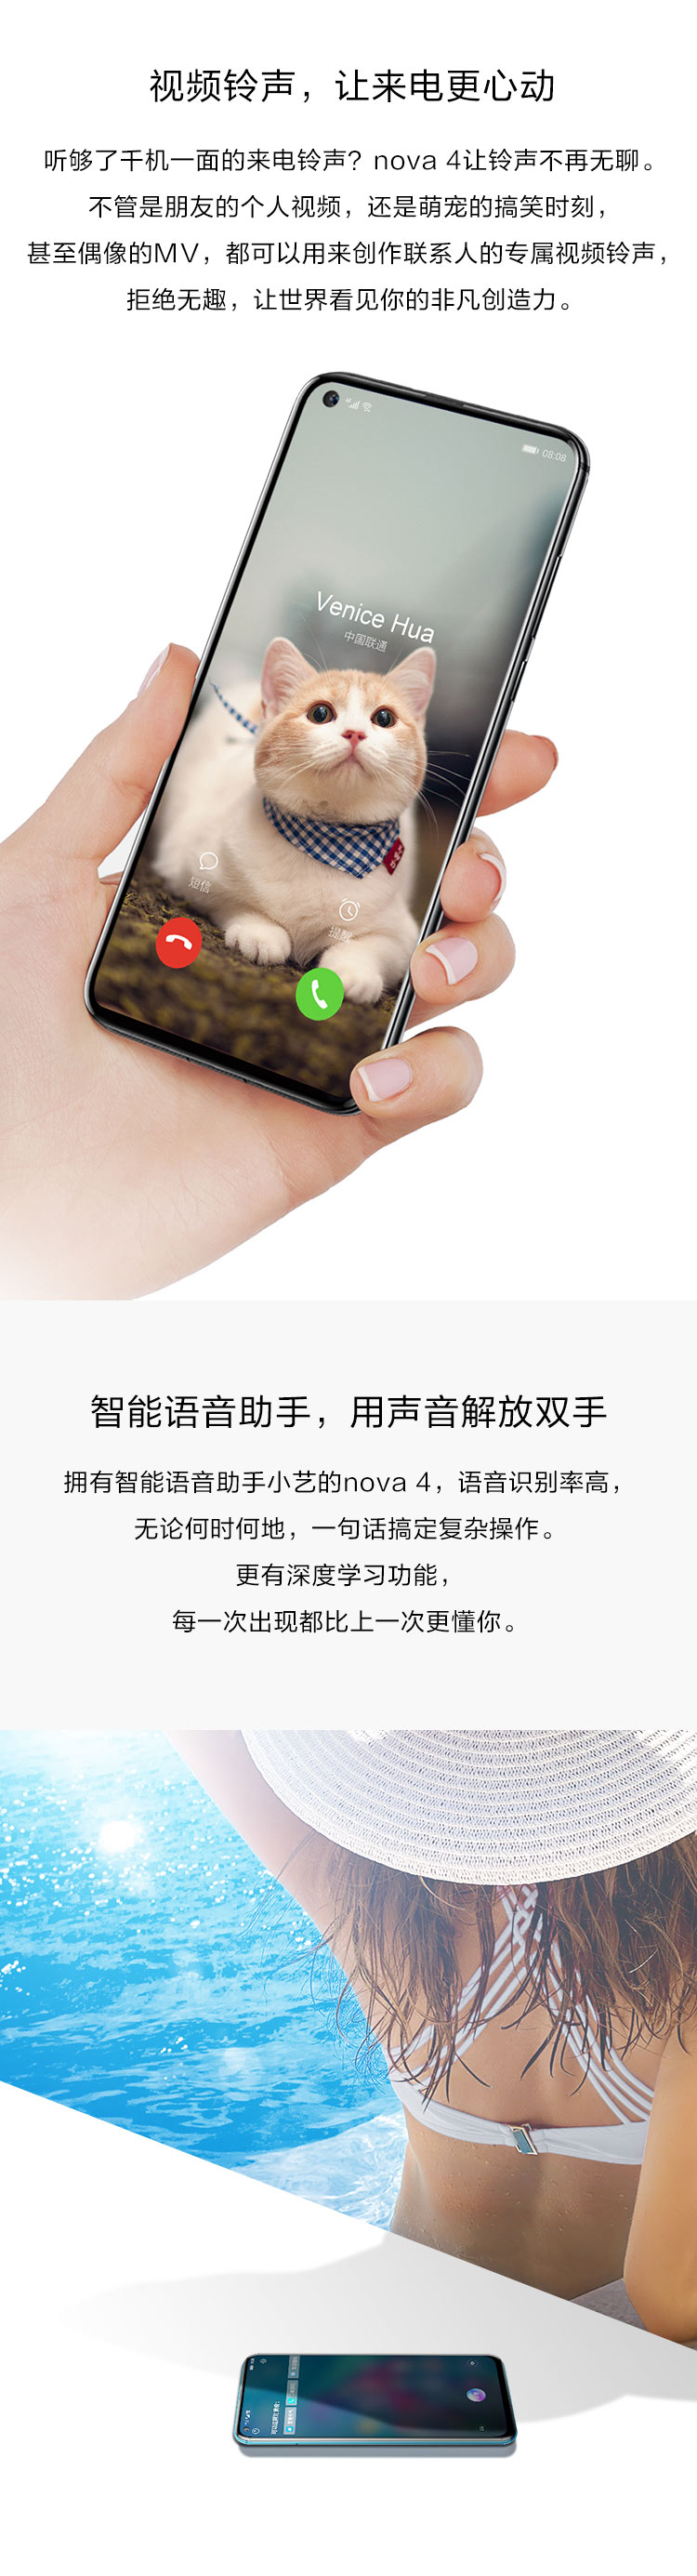 视频铃声，让来电更心动
听够了千机一面的来电铃声？nova 4让铃声不再无聊。
不管是朋友的个人视频，还是萌宠的搞笑时刻，
甚至偶像的MV，都可以用来创作联系人的专属视频铃声，
拒绝无趣，让世界看见你的非凡创造力。
08:08
Venice Hua
中国联通
短信
提醒
智能语音助手，用声音解放双手
拥有智能语音助手小艺的nova 4，语音识别率高，
无论何时何地，一句话搞定复杂操作。
更有深度学习功能，
每一次出现都比上一次更懂你。